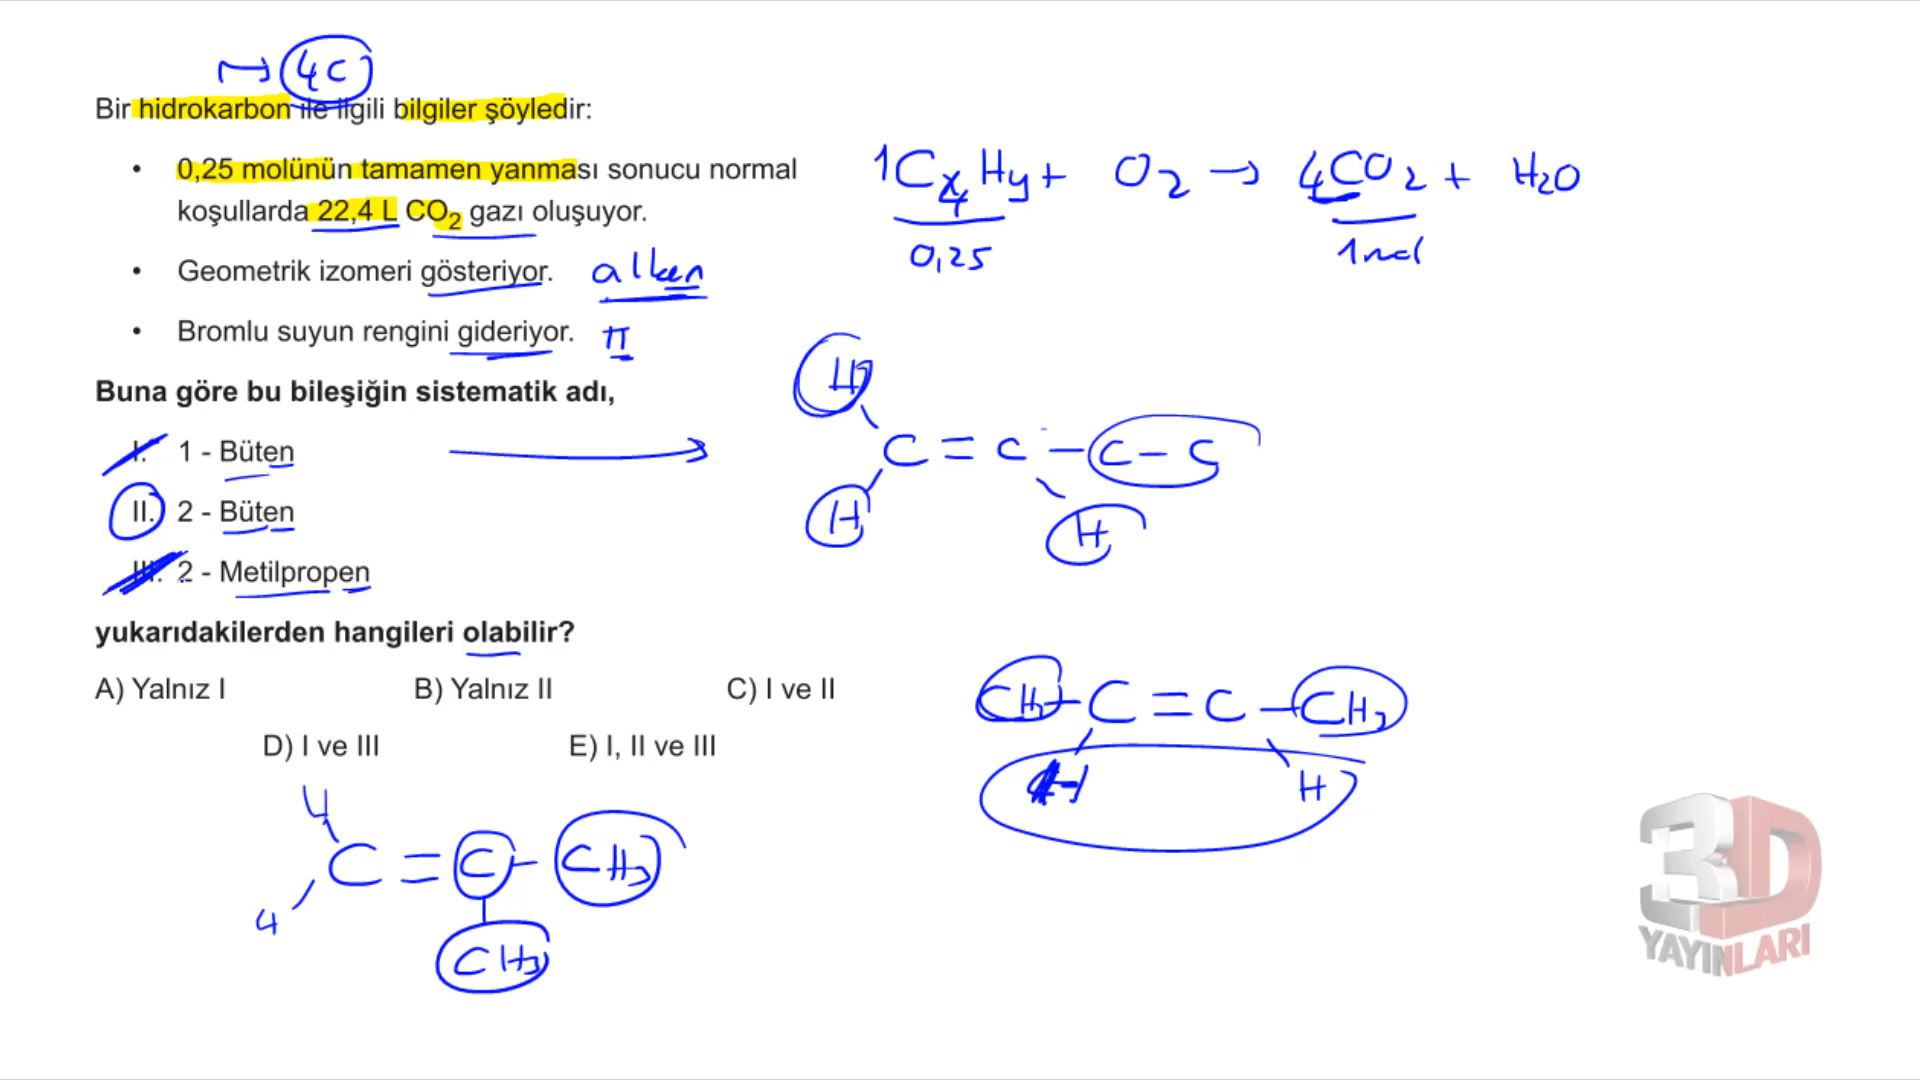 4C
Bir hidrokarbon ile ilgili bilgiler şöyledir:
• 0,25 molünün tamamen yanması sonucu normal
koşullarda 22,4 L CO₂ gazı oluşuyor.
1CₓHy + O₂ → 4CO₂ + H₂O
4
0,25
1 mol
• Geometrik izomeri gösteriyor. alken
• Bromlu suyun rengini gideriyor. π
Buna göre bu bileşiğin sistematik adı,
I. 1 - Büten
II. 2 - Büten
III. 2 - Metilpropen
H
C = C - C - C
H H
yukarıdakilerden hangileri olabilir?
A) Yalnız I B) Yalnız II C) I ve II
D) I ve III E) I, II ve III
CH₃ - C = C - CH₃
H H
C = C - CH₃
CH₃
3D
YAYINLARI